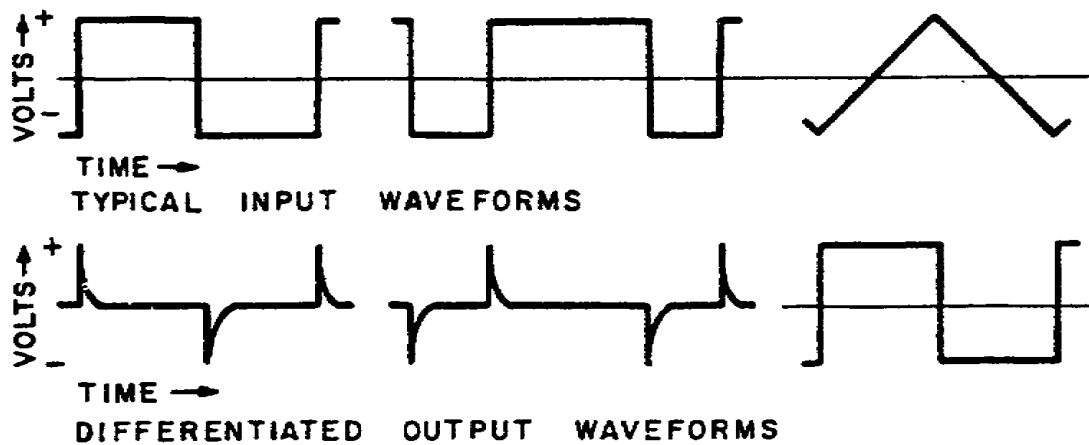 VOLTS → +
−
TIME →
TYPICAL INPUT WAVEFORMS
VOLTS → +
−
TIME →
DIFFERENTIATED OUTPUT WAVEFORMS